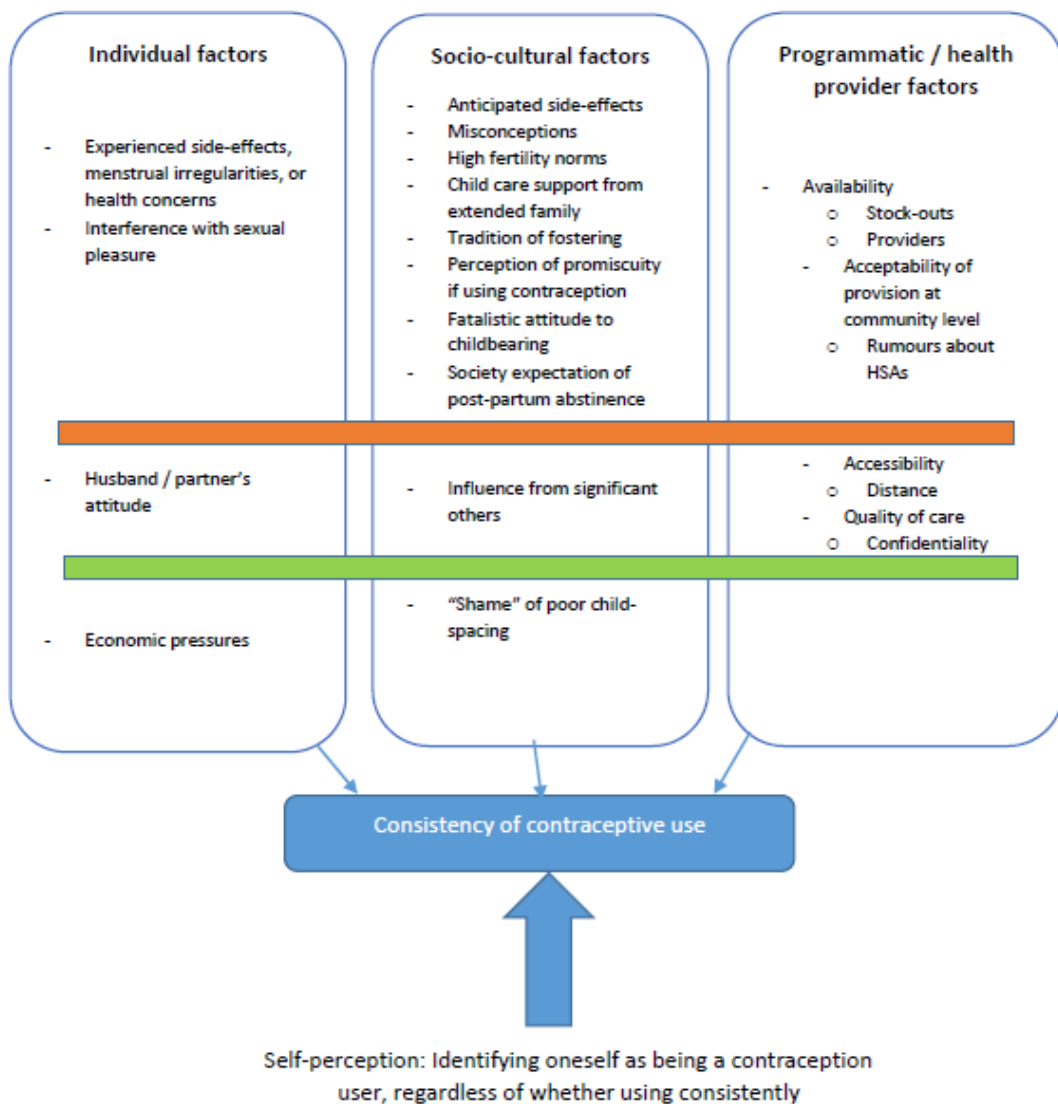 Individual factors
- Experienced side-effects,
menstrual irregularities, or
health concerns
- Interference with sexual
pleasure
- Husband / partner's
attitude
- Economic pressures
Socio-cultural factors
- Anticipated side-effects
- Misconceptions
- High fertility norms
- Child care support from
extended family
- Tradition of fostering
- Perception of promiscuity
if using contraception
- Fatalistic attitude to
childbearing
- Society expectation of
post-partum abstinence
- Influence from significant
others
- “Shame” of poor child-
spacing
Programmatic / health
provider factors
- Availability
o Stock-outs
o Providers
- Acceptability of
provision at
community level
o Rumours about
HSAs
- Accessibility
o Distance
- Quality of care
o Confidentiality
Consistency of contraceptive use
Self-perception: Identifying oneself as being a contraception
user, regardless of whether using consistently